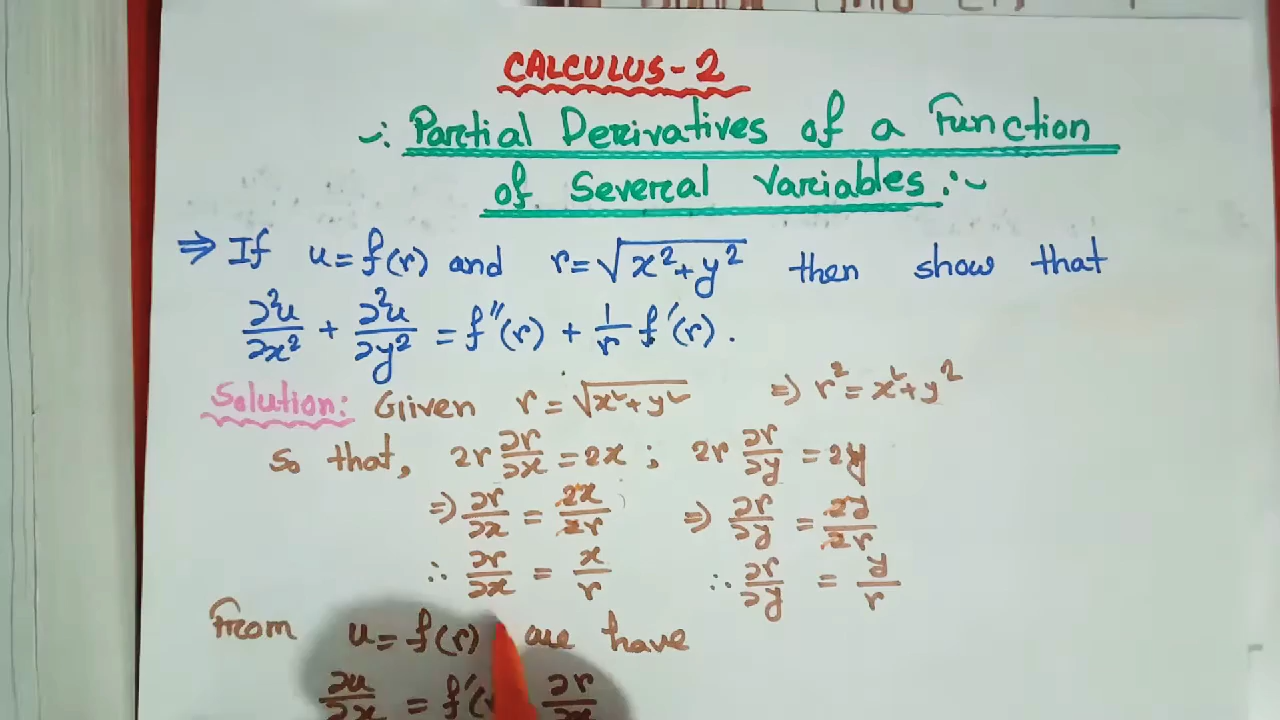 CALCULUS-2
∴ Partial Derivatives of a Function
of Several Variables :-
⇒ If u = f(r) and r = √x²+y² then show that
∂²u/∂x² + ∂²u/∂y² = f''(r) + 1/r f'(r).
Solution: Given r = √x²+y² ⇒ r² = x²+y²
So that, 2r ∂r/∂x = 2x ; 2r ∂r/∂y = 2y
⇒ ∂r/∂x = 2x/2r ⇒ ∂r/∂y = 2y/2r
∴ ∂r/∂x = x/r ∴ ∂r/∂y = y/r
From u = f(r) we have
∂u/∂x = f'(r ∂r/∂x